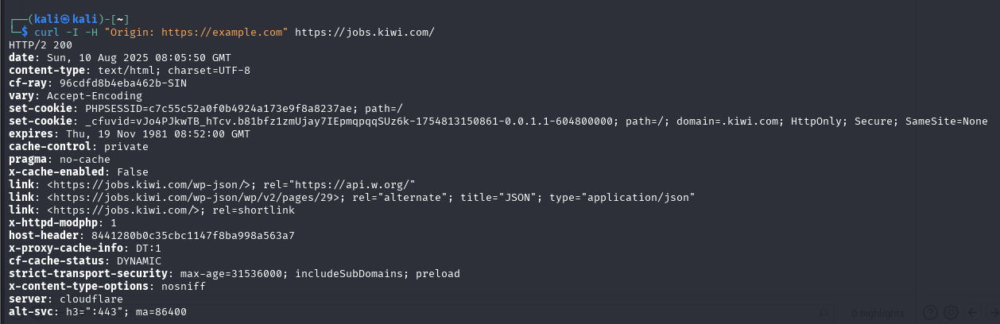 ┌──(kali㉿kali)-[~]
└─$ curl -I -H "Origin: https://example.com" https://jobs.kiwi.com/
HTTP/2 200
date: Sun, 10 Aug 2025 08:05:50 GMT
content-type: text/html; charset=UTF-8
cf-ray: 96cdfd8b4eba462b-SIN
vary: Accept-Encoding
set-cookie: PHPSESSID=c7c55c52a0f0b4924a173e9f8a8237ae; path=/
set-cookie: _cfuvid=vJo4PJkwTB_hTcv.b81bfz1zmUjay7IEpmqpqqSUz6k-1754813150861-0.0.1.1-604800000; path=/; domain=.kiwi.com; HttpOnly; Secure; SameSite=None
expires: Thu, 19 Nov 1981 08:52:00 GMT
cache-control: private
pragma: no-cache
x-cache-enabled: False
link: <https://jobs.kiwi.com/wp-json/>; rel="https://api.w.org/"
link: <https://jobs.kiwi.com/wp-json/wp/v2/pages/29>; rel="alternate"; title="JSON"; type="application/json"
link: <https://jobs.kiwi.com/>; rel=shortlink
x-httpd-modphp: 1
host-header: 8441280b0c35cbc1147f8ba998a563a7
x-proxy-cache-info: DT:1
cf-cache-status: DYNAMIC
strict-transport-security: max-age=31536000; includeSubDomains; preload
x-content-type-options: nosniff
server: cloudflare
alt-svc: h3=":443"; ma=86400
0 highlights